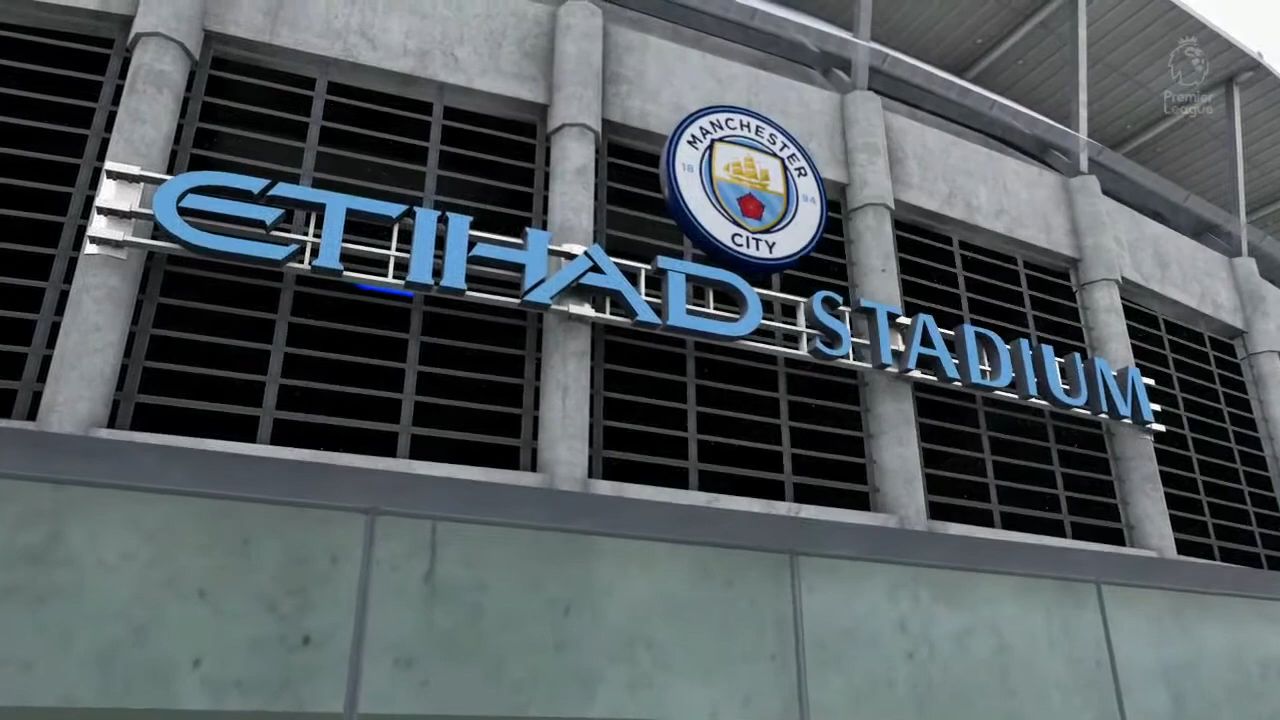 MANCHESTER
18 94
CITY
ETIHAD STADIUM
Premier
League